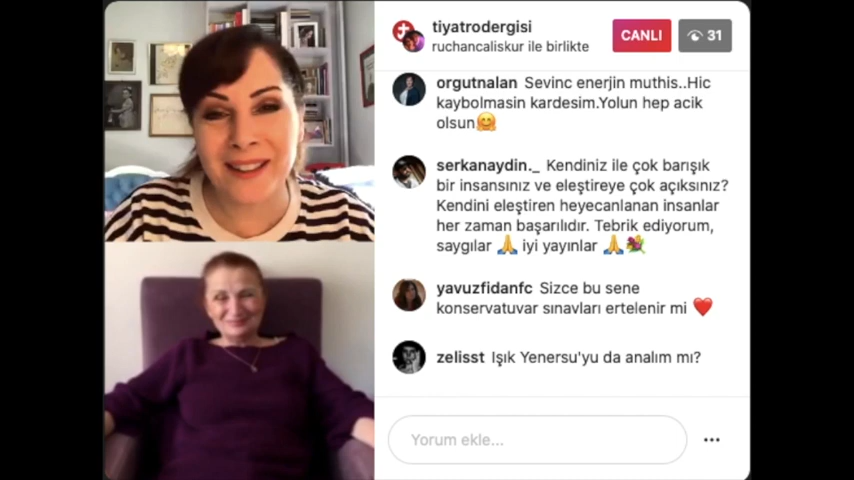 tiyatrodergisi
ruchancaliskur ile birlikte
CANLI
31
orgutnalan Sevinc enerjin muthis..Hic
kaybolmasin kardesim.Yolun hep acik
olsun🤗
serkanaydin._ Kendiniz ile çok barışık
bir insansınız ve eleştireye çok açıksınız?
Kendini eleştiren heyecanlanan insanlar
her zaman başarılıdır. Tebrik ediyorum,
saygılar 🙏 iyi yayınlar 🙏💐
yavuzfidanfc Sizce bu sene
konservatuvar sınavları ertelenir mi ❤️
zelisst Işık Yenersu'yu da analım mı?
Yorum ekle...